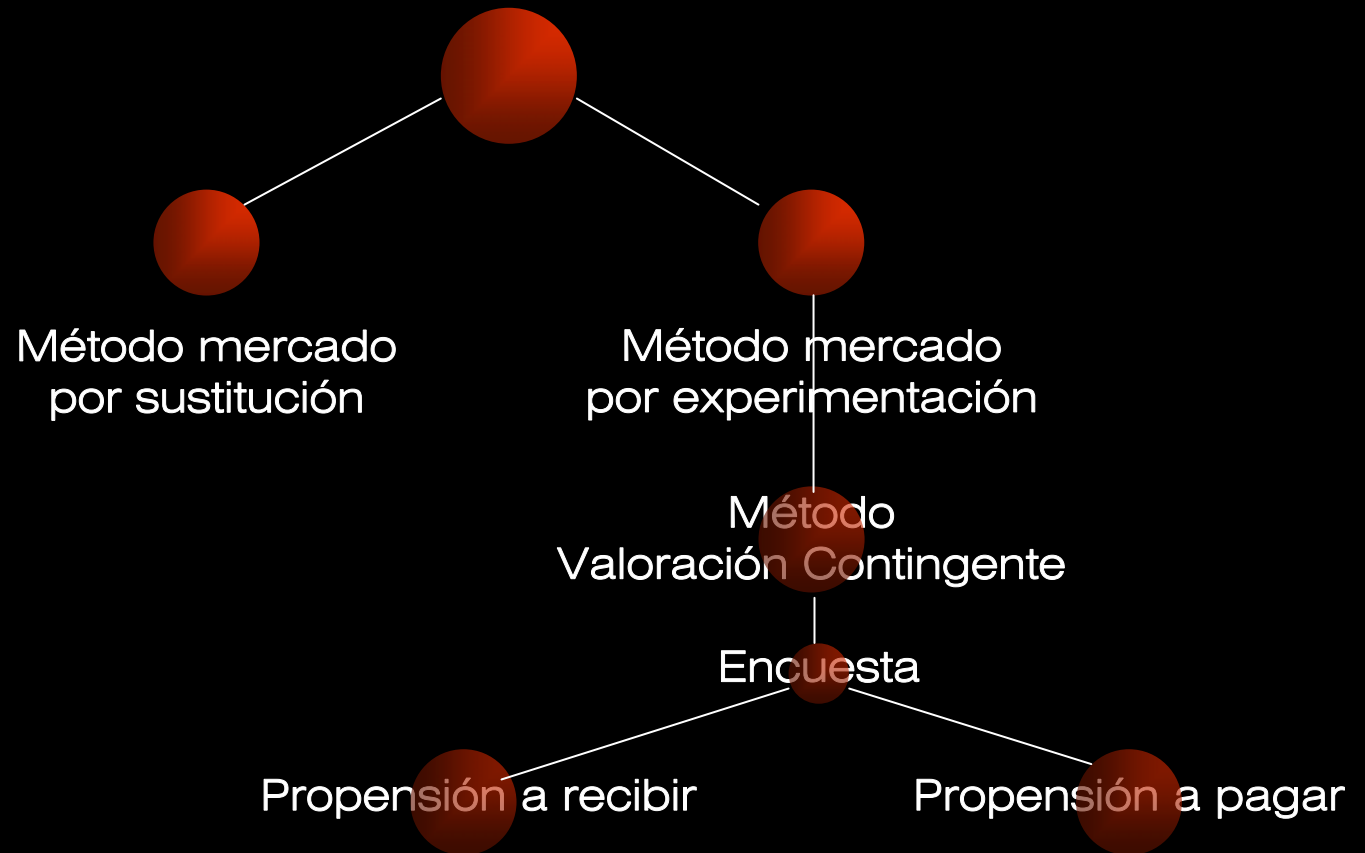 Método mercado
por sustitución
Método mercado
por experimentación
Método
Valoración Contingente
Encuesta
Propensión a recibir
Propensión a pagar